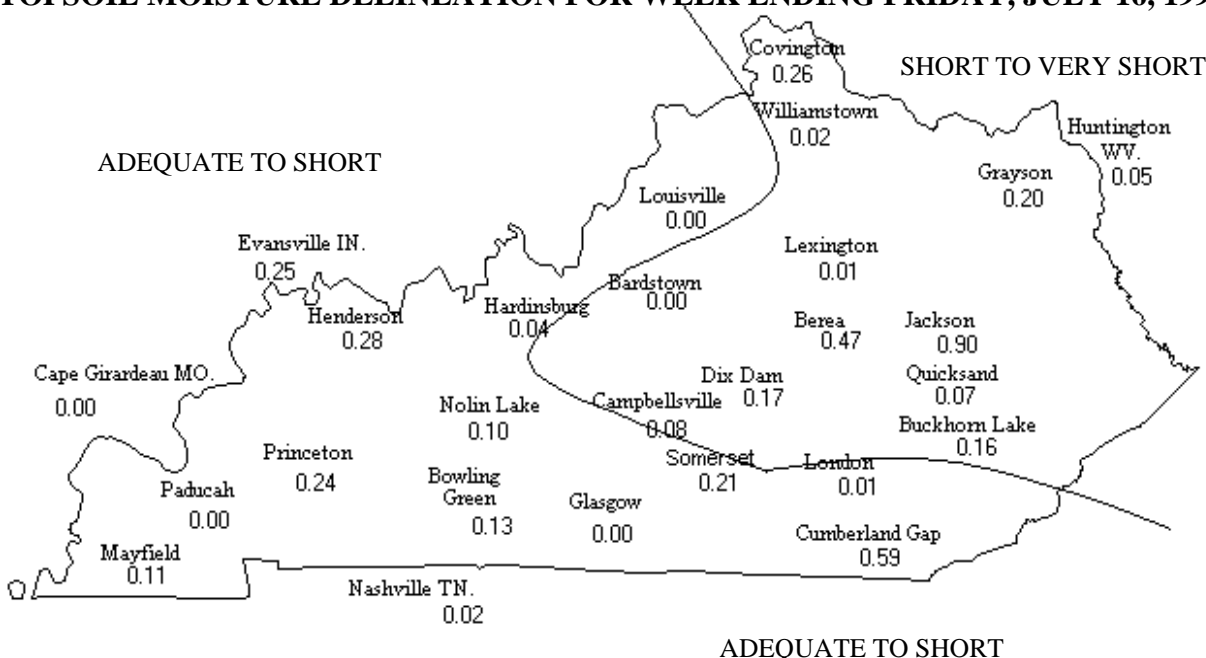 TOPSOIL MOISTURE DELINEATION FOR WEEK ENDING FRIDAY, JULY 16, 199
Covington
0.26
SHORT TO VERY SHORT
Williamstown
0.02
Huntington
WV.
0.05
ADEQUATE TO SHORT
Grayson
0.20
Louisville
0.00
Evansville IN.
0.25
Lexington
0.01
Bardstown
0.00
Hardinsburg
0.04
Henderson
0.28
Berea
0.47
Jackson
0.90
Cape Girardeau MO.
0.00
Dix Dam
0.17
Quicksand
0.07
Nolin Lake
0.10
Campbellsville
0.08
Buckhorn Lake
0.16
Princeton
0.24
Somerset
0.21
London
0.01
Bowling
Green
0.13
Paducah
0.00
Glasgow
0.00
Cumberland Gap
0.59
Mayfield
0.11
Nashville TN.
0.02
ADEQUATE TO SHORT